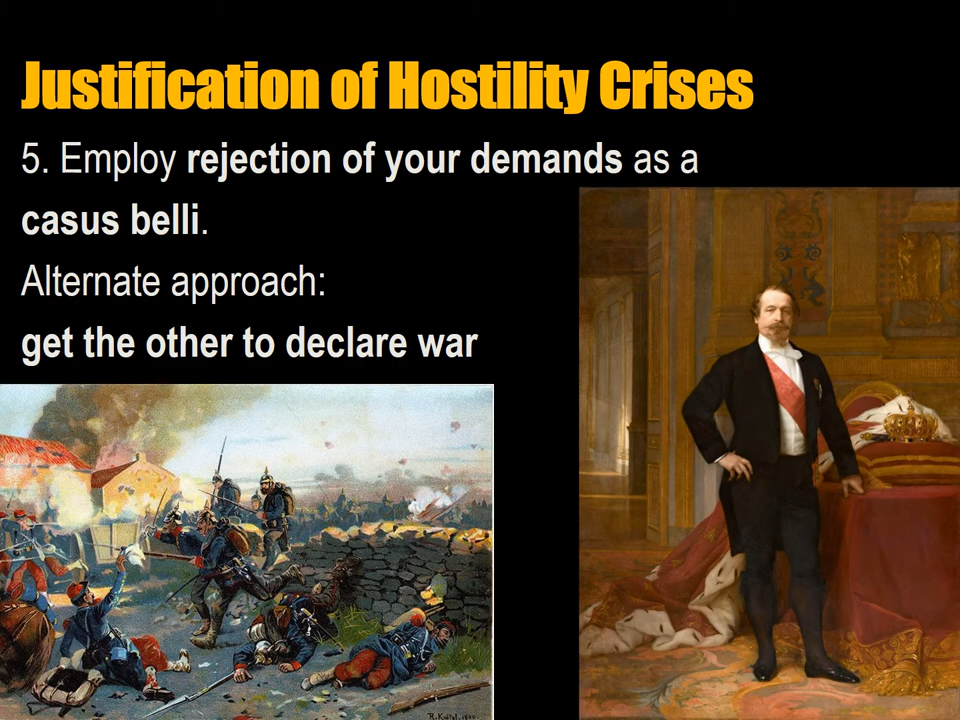 Justification of Hostility Crises
5. Employ rejection of your demands as a
casus belli.
Alternate approach:
get the other to declare war